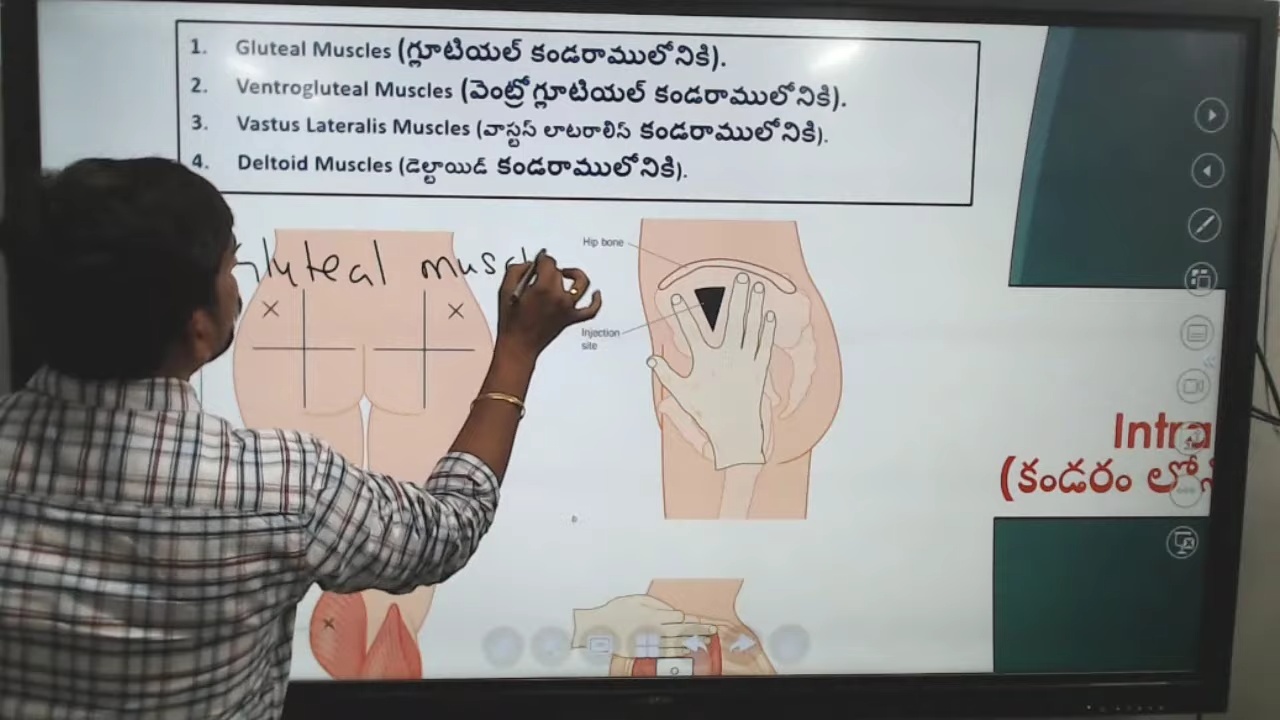 1. Gluteal Muscles (గ్లూటియల్ కండరాములోనికి).
2. Ventrogluteal Muscles (వెంట్రోగ్లూటియల్ కండరాములోనికి).
3. Vastus Lateralis Muscles (వాస్టస్ లాటరాలిస్ కండరాములోనికి).
4. Deltoid Muscles (డెల్టాయిడ్ కండరాములోనికి).
Hip bone
Injection
site
b
Intra
(కండరం